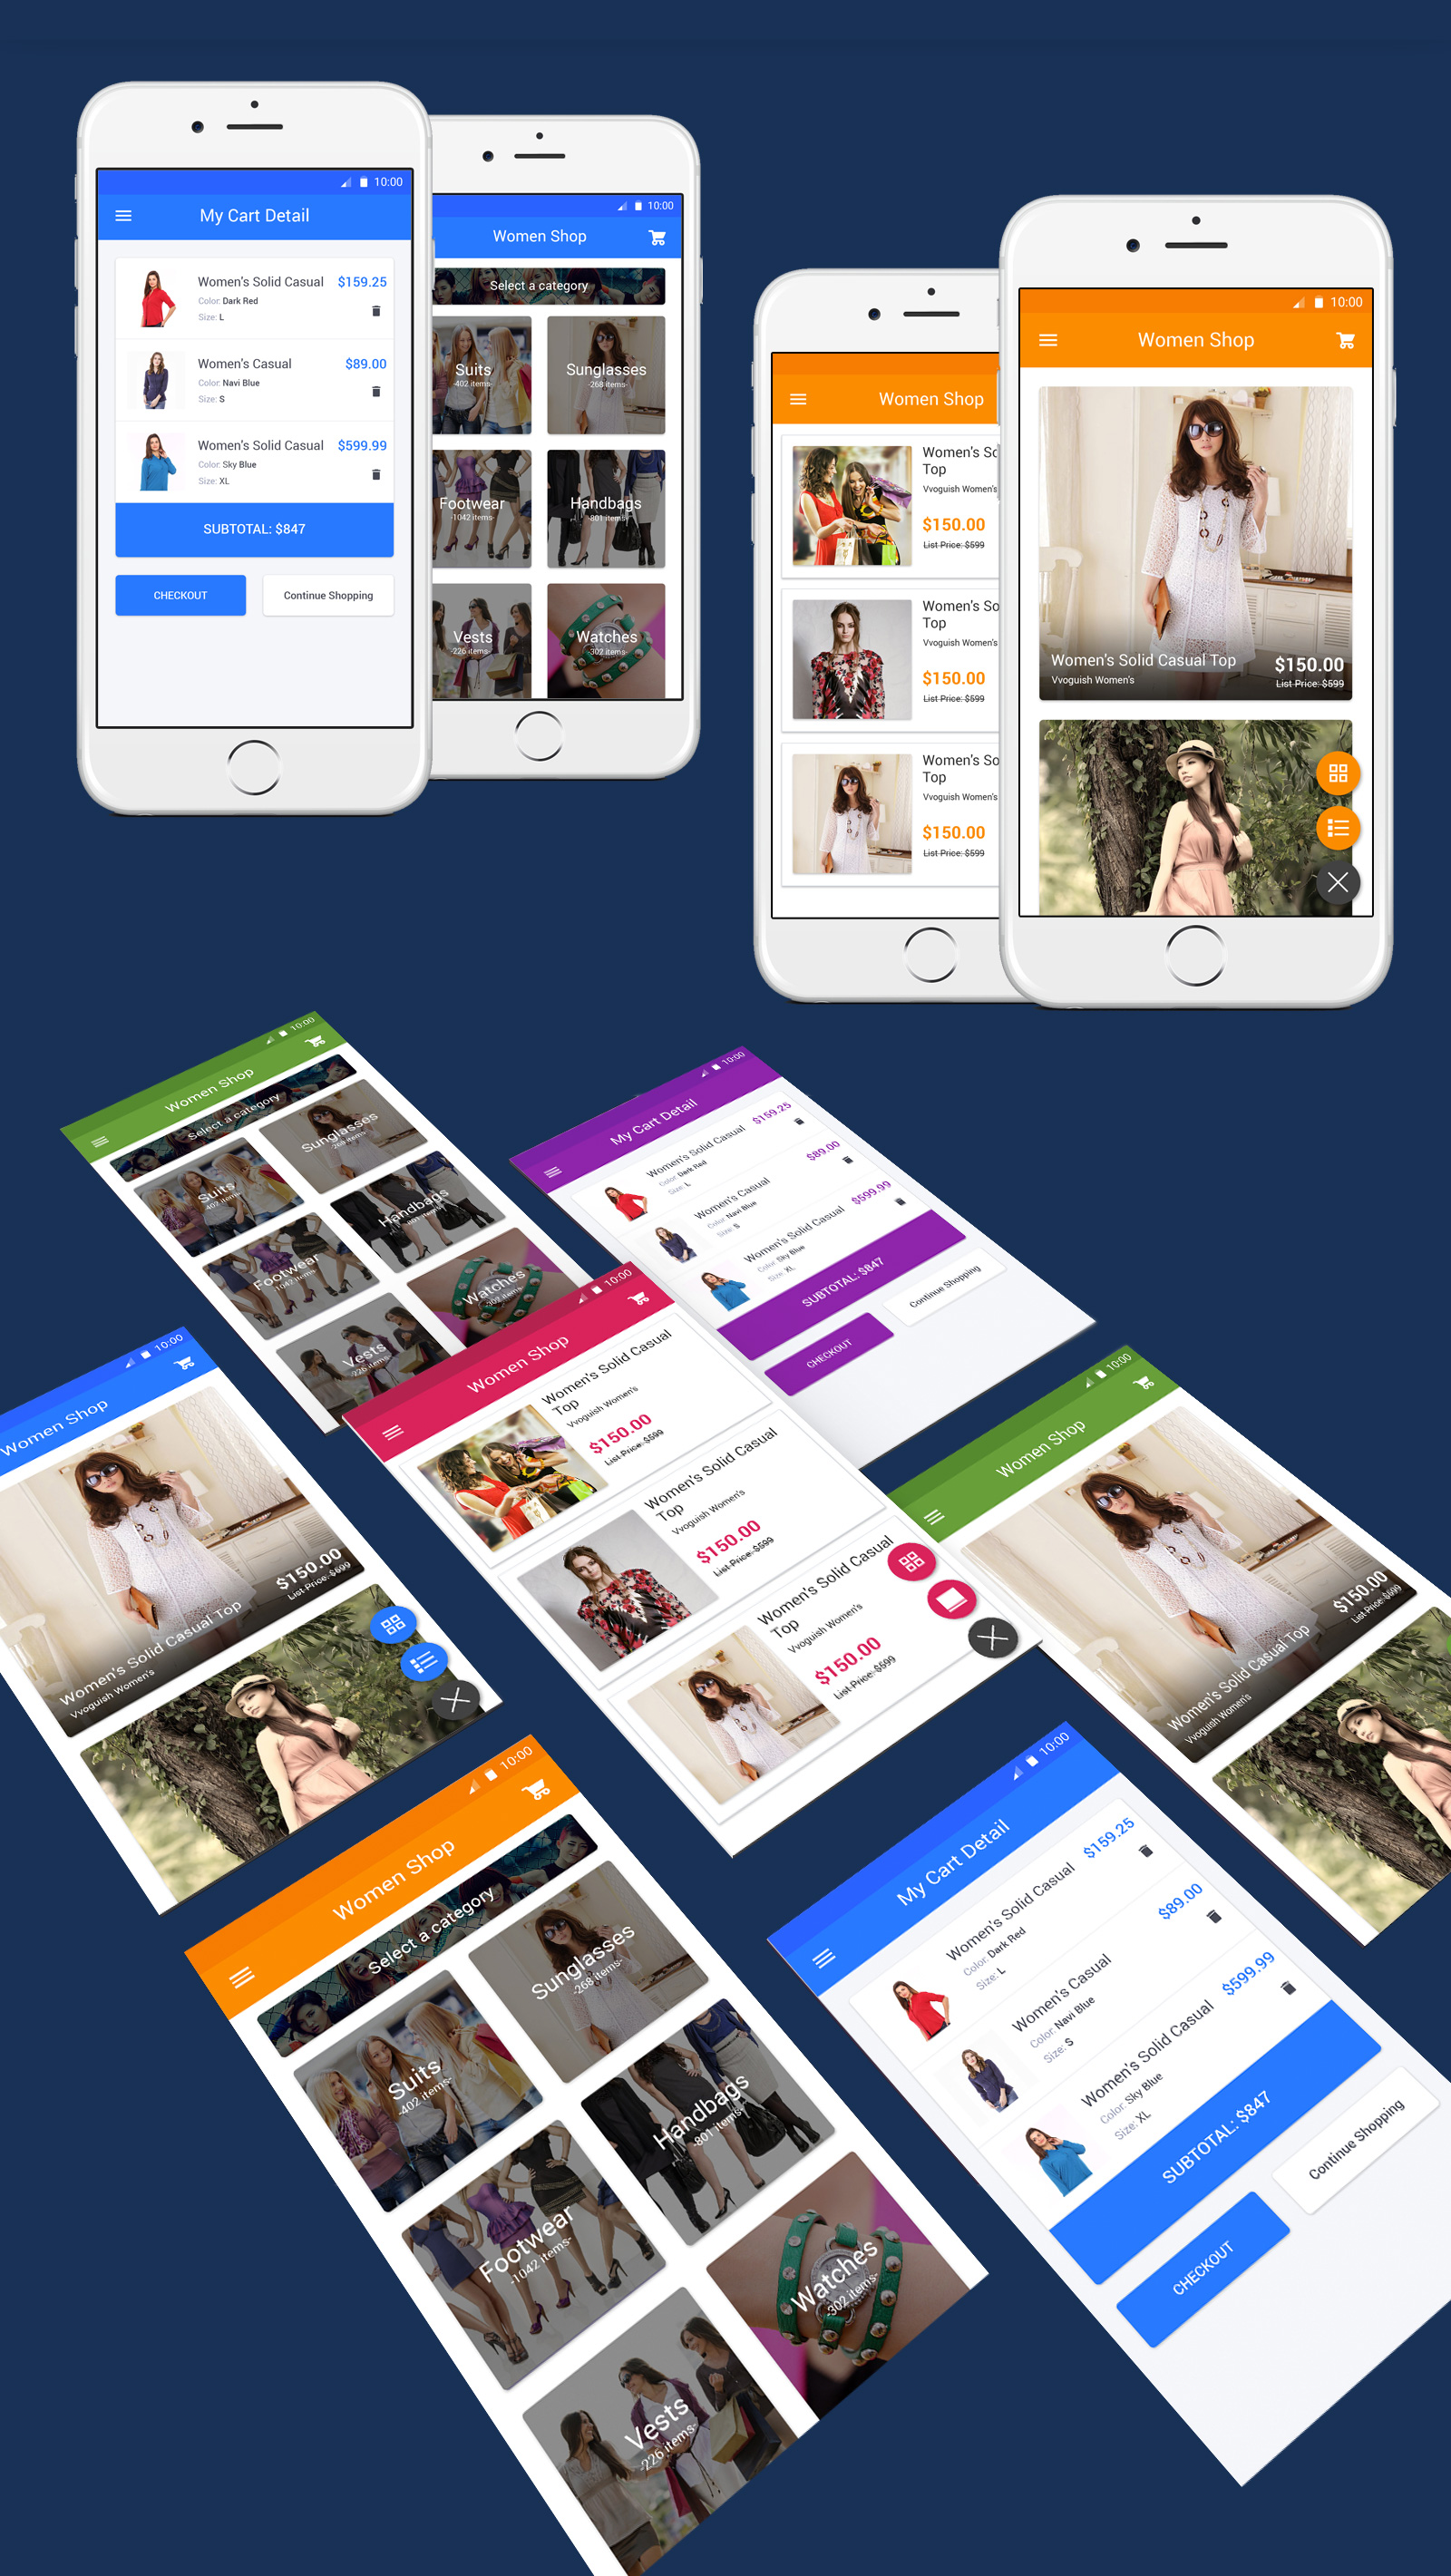 10:00
My Cart Detail
Women's Solid Casual $159.25
Color: Dark Red
Size: L
Women's Casual $89.00
Color: Navi Blue
Size: S
Women's Solid Casual $599.99
Color: Sky Blue
Size: XL
SUBTOTAL: $847
CHECKOUT Continue Shopping
10:00
Women Shop
Select a category
Suits Sunglasses
-402 items- -268 items-
Footwear Handbags
-1042 items- -801 items-
Vests Watches
-226 items- -302 items-
Women Shop
Women's So
Top
Vvoguish Women's
$150.00
List Price: $599
Women's So
Top
Vvoguish Women's
$150.00
List Price: $599
Women's So
Top
Vvoguish Women's
$150.00
List Price: $599
10:00
Women Shop
Women's Solid Casual Top $150.00
Vvoguish Women's List Price: $599
10:00
Women Shop
Select a category
Suits Sunglasses
-402 items- -268 items-
Footwear Handbags
-1042 items- -801 items-
Vests Watches
-226 items- -302 items-
10:00
My Cart Detail
Women's Solid Casual $159.25
Color: Dark Red
Size: L
Women's Casual $89.00
Color: Navi Blue
Size: S
Women's Solid Casual $599.99
Color: Sky Blue
Size: XL
SUBTOTAL: $847
CHECKOUT Continue Shopping
10:00
Women Shop
Women's Solid Casual Top $150.00
Vvoguish Women's List Price: $599
10:00
Women Shop
Women's Solid Casual
Top
Vvoguish Women's
$150.00
List Price: $599
Women's Solid Casual
Top
Vvoguish Women's
$150.00
List Price: $599
Women's Solid Casual
Top
Vvoguish Women's
$150.00
List Price: $599
10:00
Women Shop
Women's Solid Casual Top $150.00
Vvoguish Women's List Price: $599
10:00
Women Shop
Select a category
Suits Sunglasses
-402 items- -268 items-
Footwear Handbags
-1042 items- -801 items-
Vests Watches
-226 items- -302 items-
10:00
My Cart Detail
Women's Solid Casual $159.25
Color: Dark Red
Size: L
Women's Casual $89.00
Color: Navi Blue
Size: S
Women's Solid Casual $599.99
Color: Sky Blue
Size: XL
SUBTOTAL: $847
CHECKOUT Continue Shopping